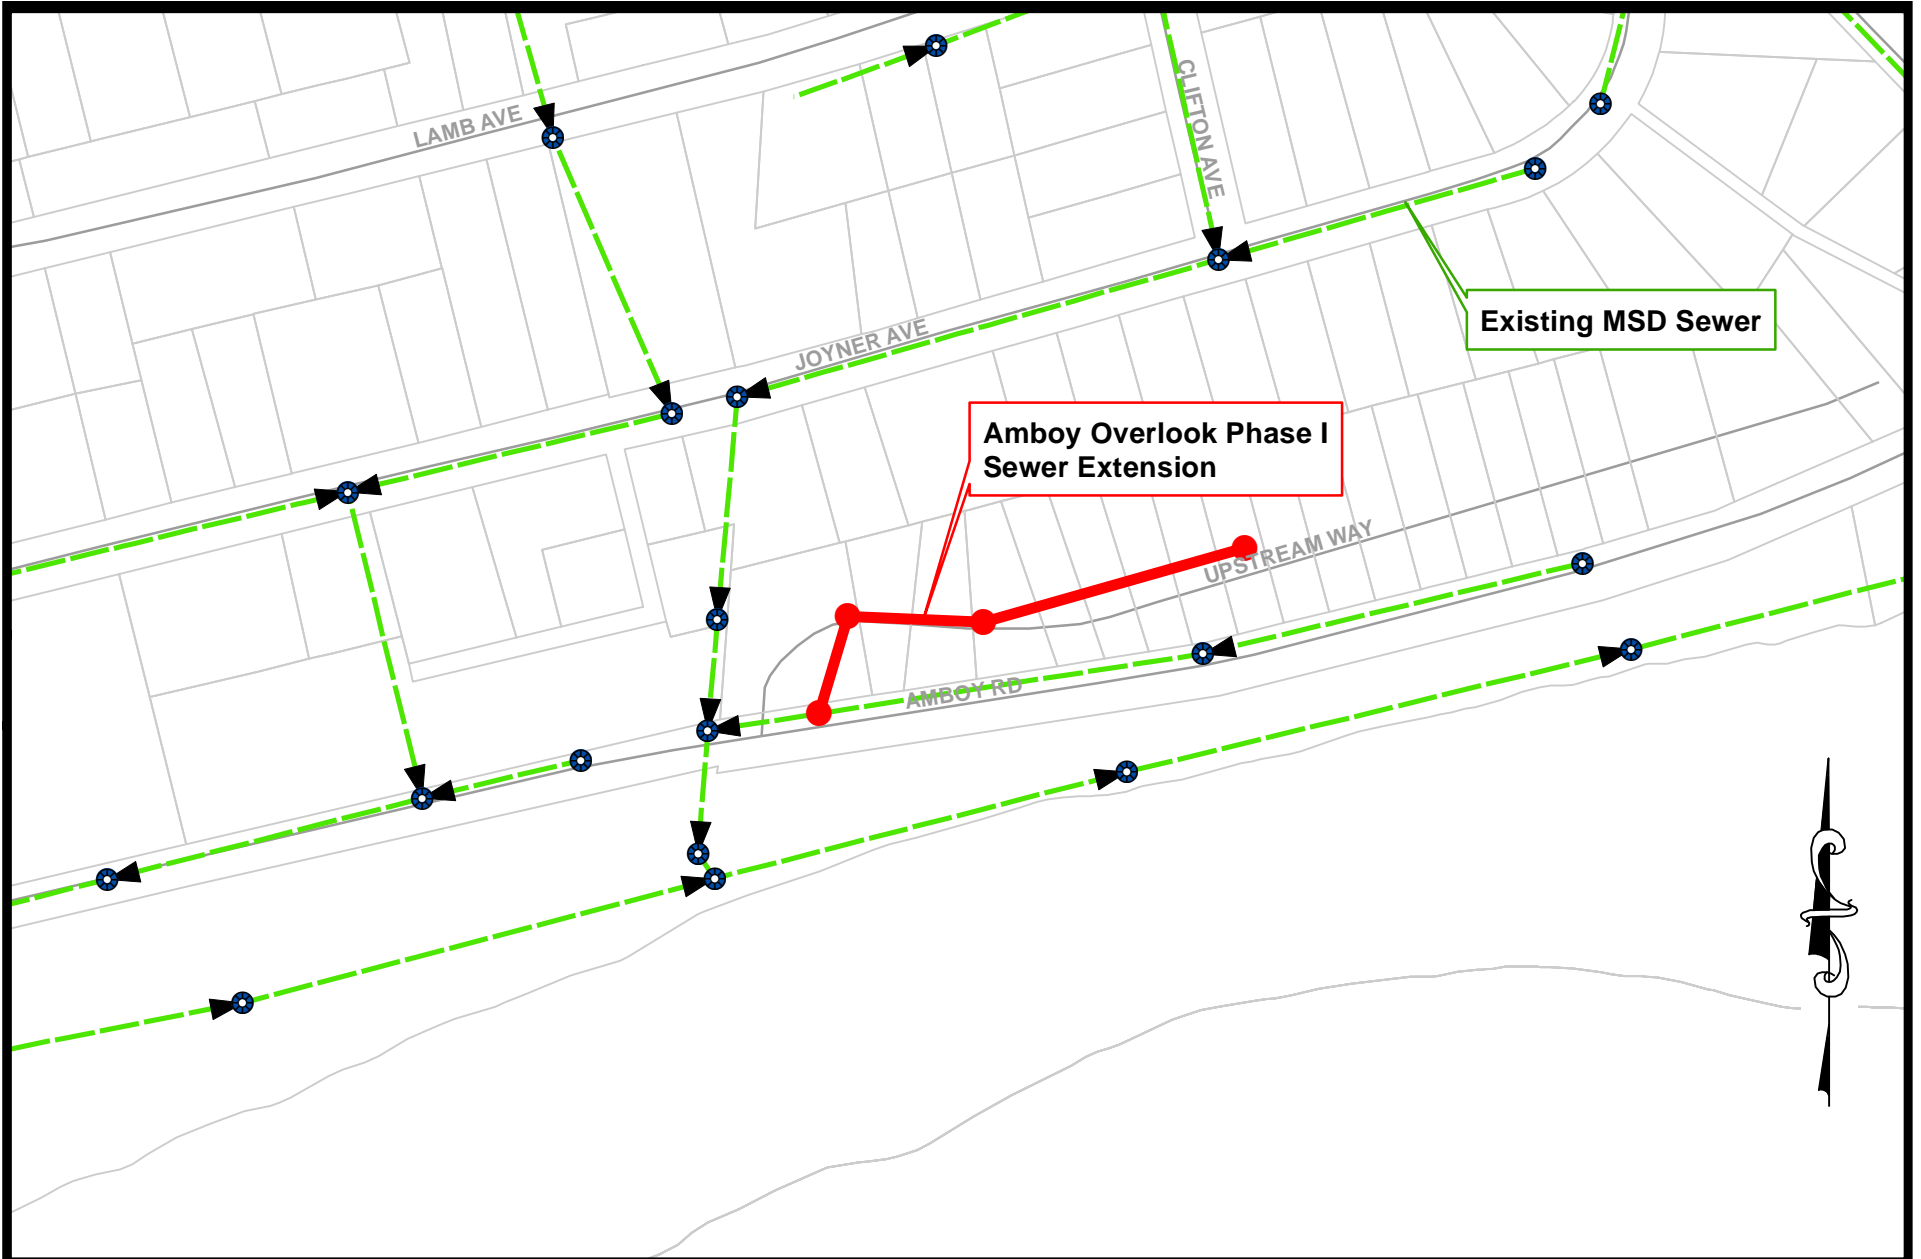 LAMB AVE
CLIFTON AVE
Existing MSD Sewer
JOYNER AVE
Amboy Overlook Phase I
Sewer Extension
UPSTREAM WAY
AMBOY RD